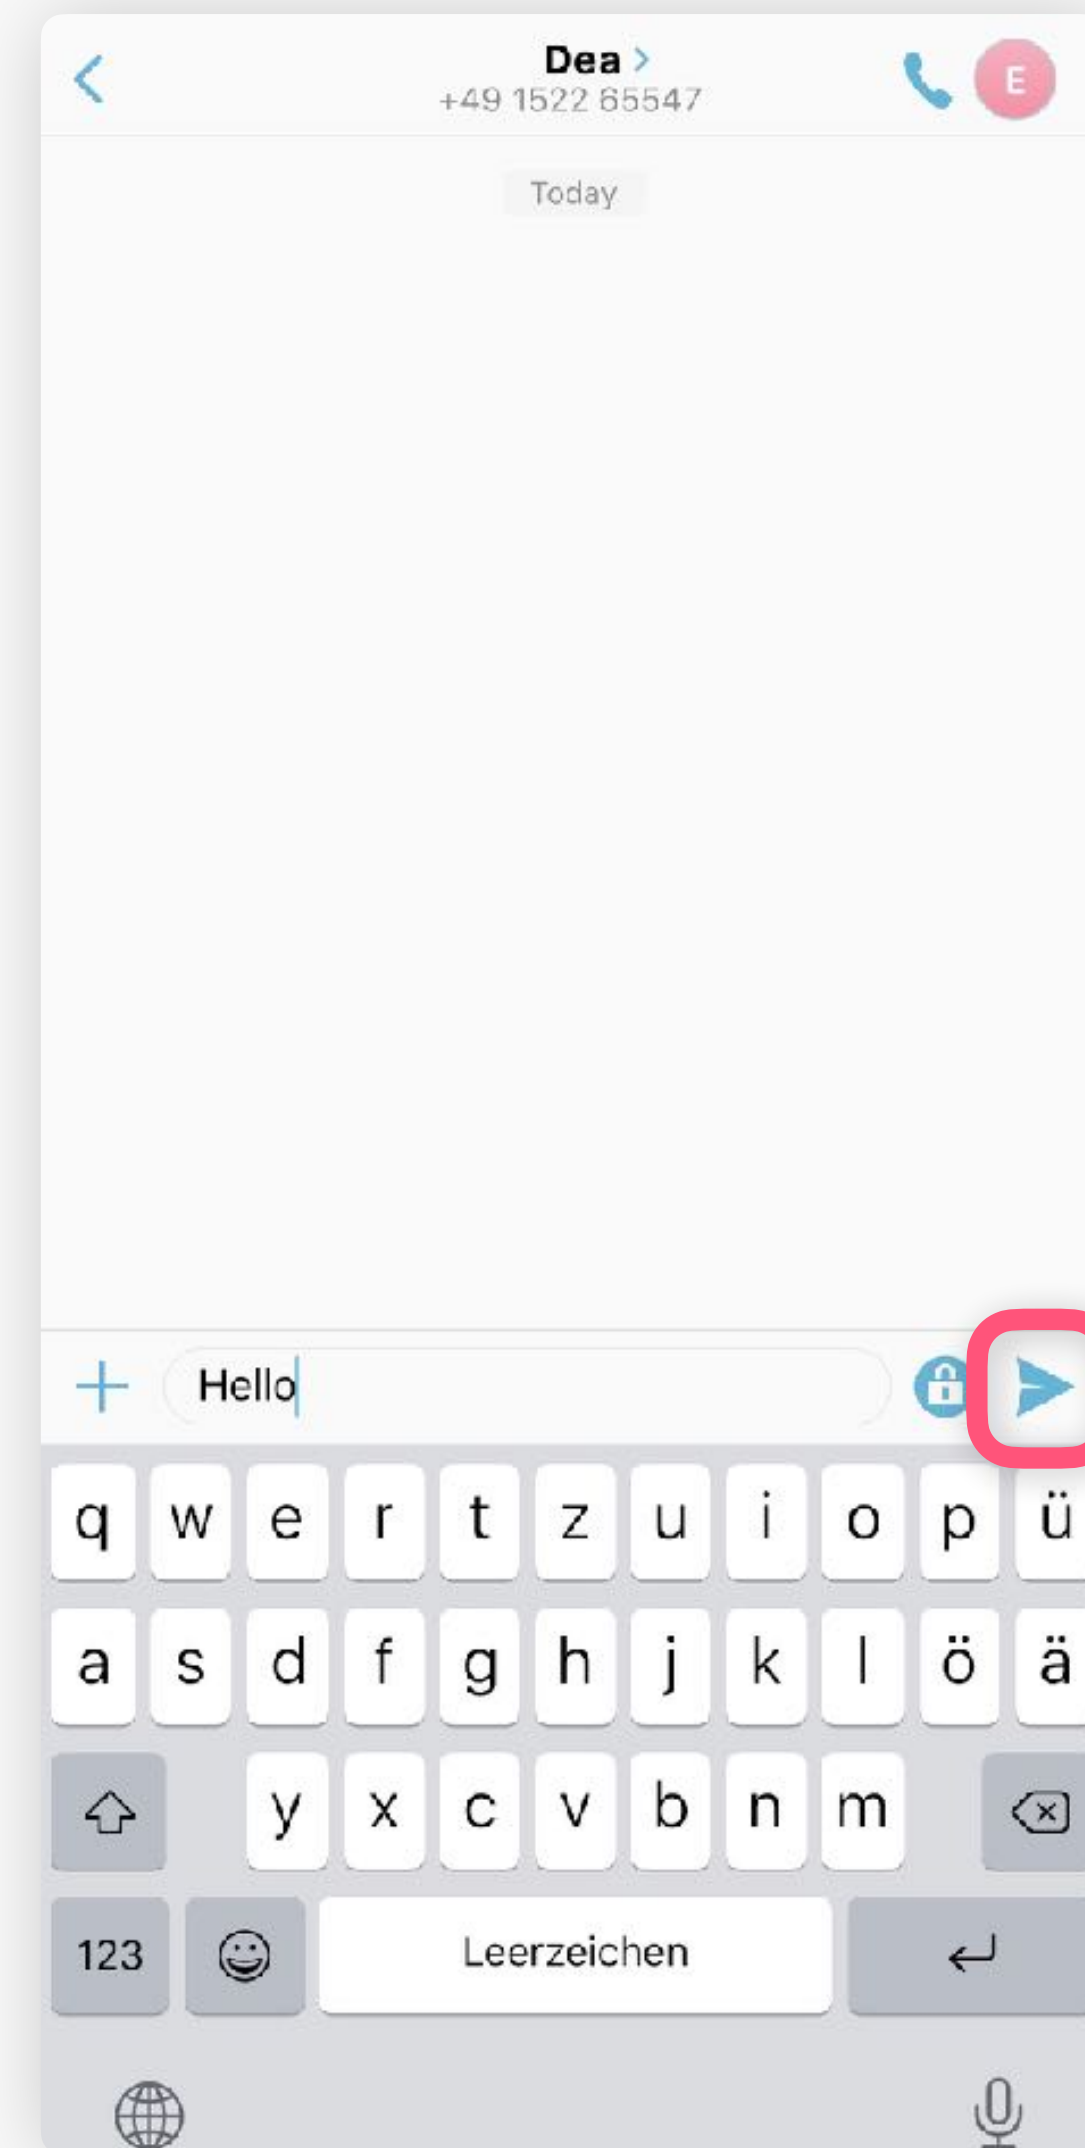 Dea
+49 1522 65547
E
Today
Hello
q w e r t z u i o p ü
a s d f g h j k l ö ä
y x c v b n m
123 Leerzeichen